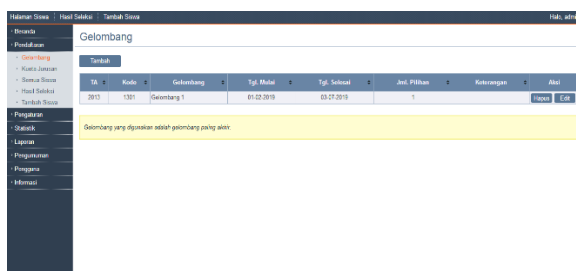 Halaman Siswa Hasil Seleksi Tambah Siswa Halo, admi
Beranda
Pendaftaran
Gelombang
Kuota Jurusan
Semua Siswa
Hasil Seleksi
Tambah Siswa
Pengaturan
Statistik
Laporan
Pengumuman
Pengguna
Informasi
Gelombang
Tambah
TA Kode Gelombang Tgl. Mulai Tgl. Selesai Jml. Pilihan Keterangan Aksi
2013 1301 Gelombang 1 01-02-2013 03-07-2013 1 Hapus Edit
Gelombang yang digunakan adalah gelombang paling akhir.